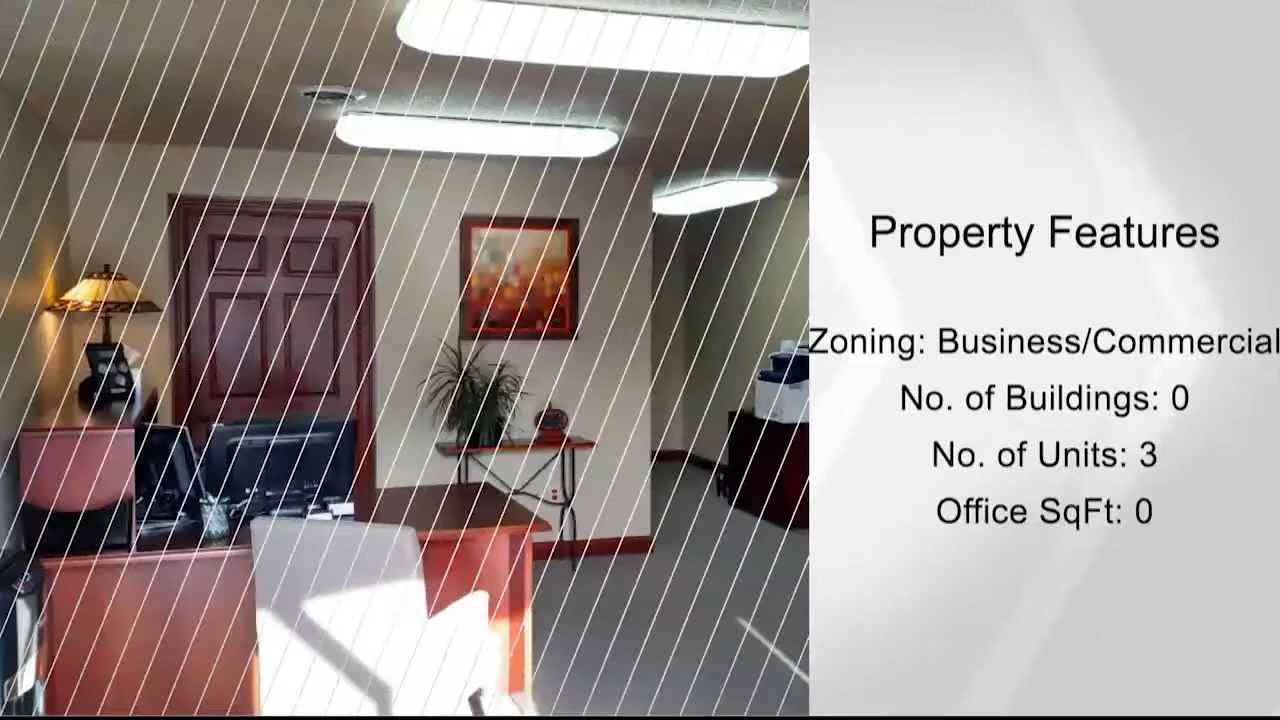 Property Features
Zoning: Business/Commercial
No. of Buildings: 0
No. of Units: 3
Office SqFt: 0